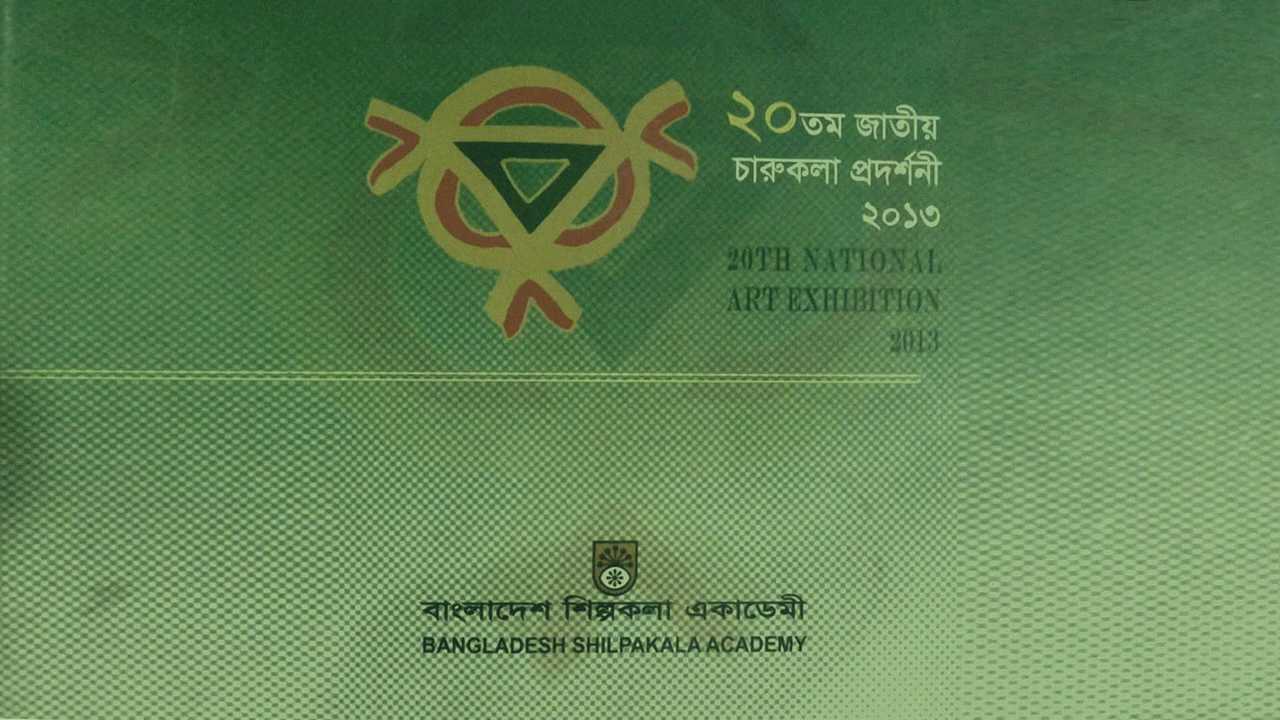 ২০তম জাতীয়
চারুকলা প্রদর্শনী
২০১৩
20TH NATIONAL
ART EXHIBITION
2013
বাংলাদেশ শিল্পকলা একাডেমী
BANGLADESH SHILPAKALA ACADEMY